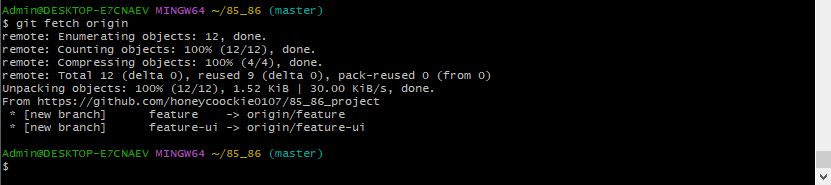 Admin@DESKTOP-E7CNAEV MINGW64 ~/85_86 (master)
$ git fetch origin
remote: Enumerating objects: 12, done.
remote: Counting objects: 100% (12/12), done.
remote: Compressing objects: 100% (4/4), done.
remote: Total 12 (delta 0), reused 9 (delta 0), pack-reused 0 (from 0)
Unpacking objects: 100% (12/12), 1.52 KiB | 30.00 KiB/s, done.
From https://github.com/honeycoockie0107/85_86_project
 * [new branch]      feature    -> origin/feature
 * [new branch]      feature-ui -> origin/feature-ui
Admin@DESKTOP-E7CNAEV MINGW64 ~/85_86 (master)
$